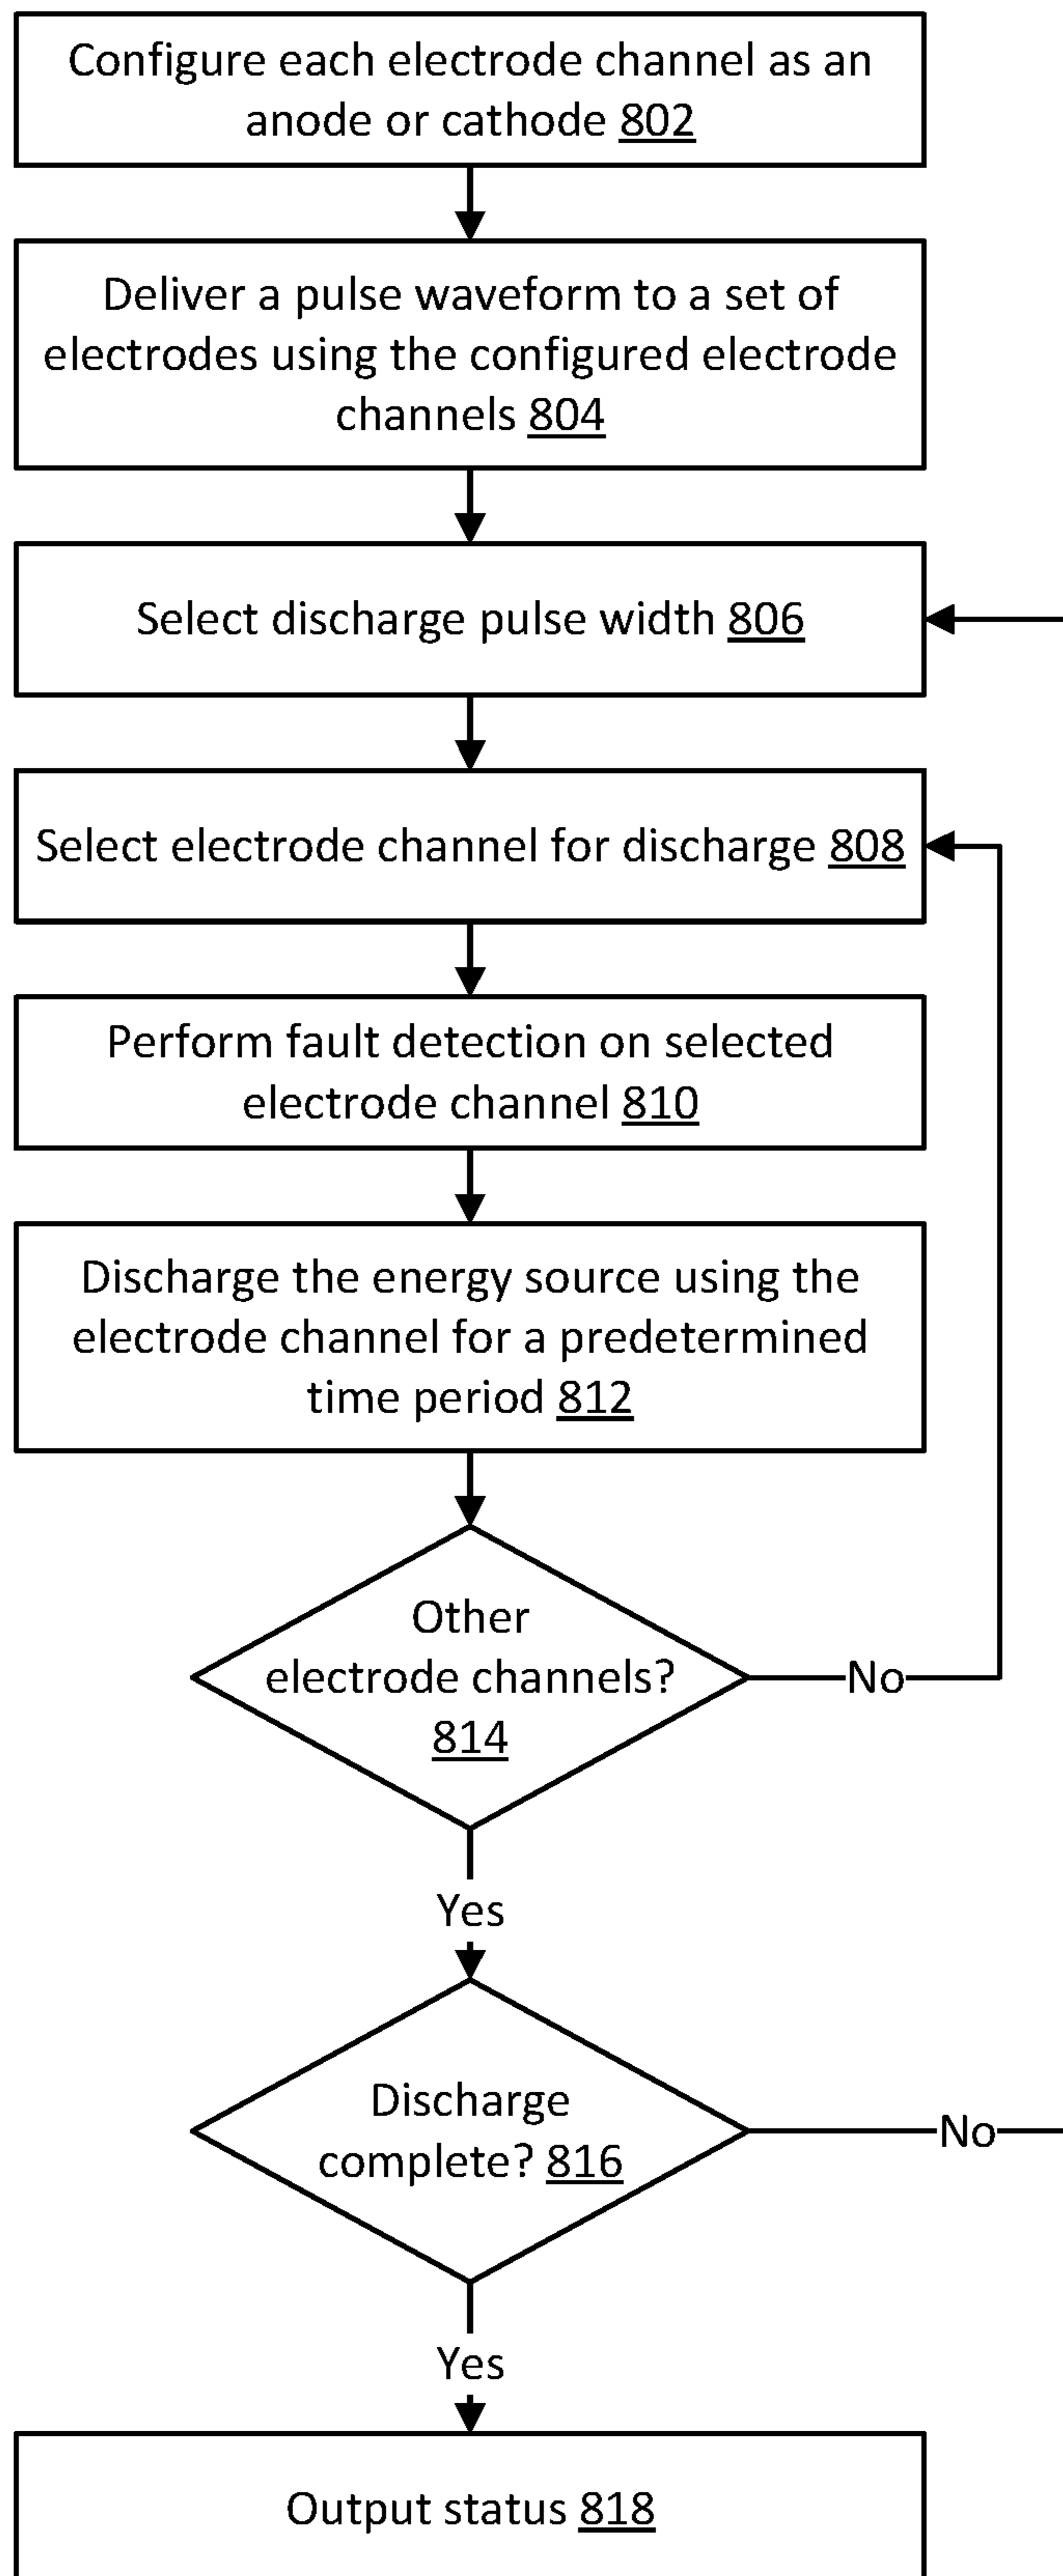 Configure each electrode channel as an
anode or cathode 802
Deliver a pulse waveform to a set of
electrodes using the configured electrode
channels 804
Select discharge pulse width 806
Select electrode channel for discharge 808
Perform fault detection on selected
electrode channel 810
Discharge the energy source using the
electrode channel for a predetermined
time period 812
Other
electrode channels?
814
No
Yes
Discharge
complete? 816
No
Yes
Output status 818